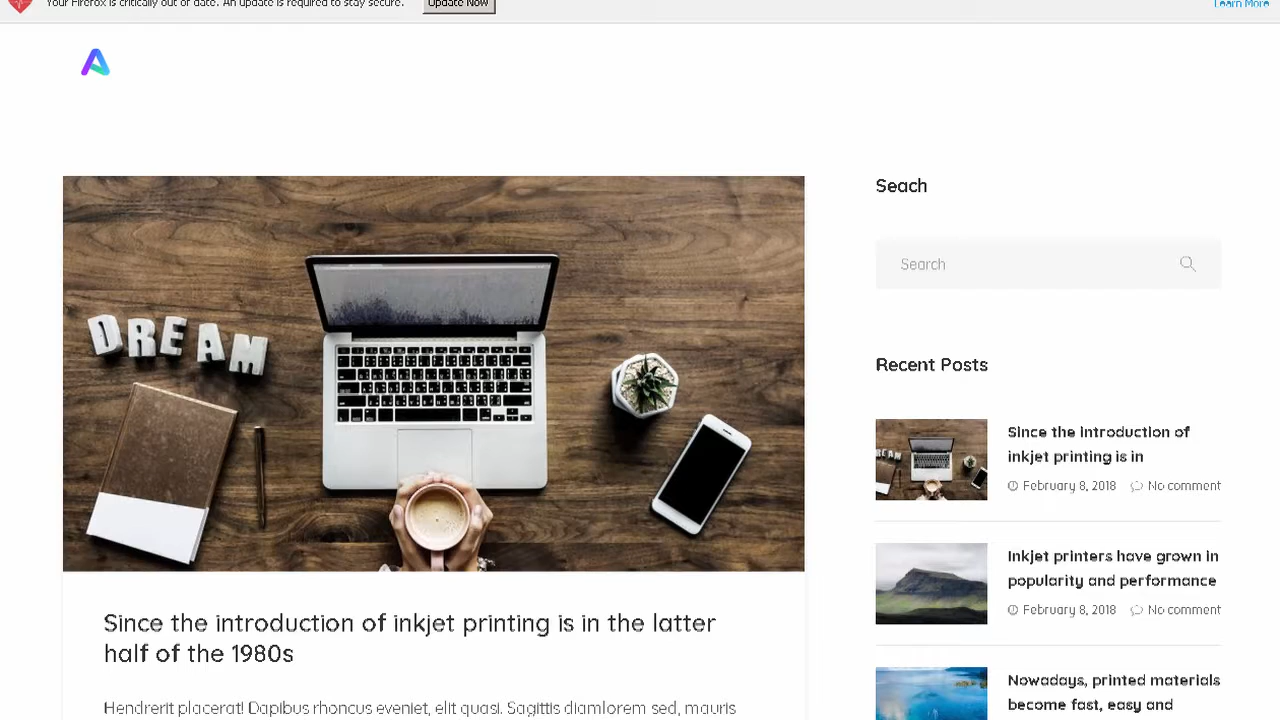 Your Firefox is critically out of date. An update is required to stay secure.
Update Now
Learn More
DREAM
Since the introduction of inkjet printing is in the latter
half of the 1980s
Hendrerit placerat! Dapibus rhoncus eveniet, elit quasi. Sagittis diamlorem sed, mauris
Seach
Search
Recent Posts
Since the introduction of
inkjet printing is in
February 8, 2018 No comment
Inkjet printers have grown in
popularity and performance
February 8, 2018 No comment
Nowadays, printed materials
become fast, easy and